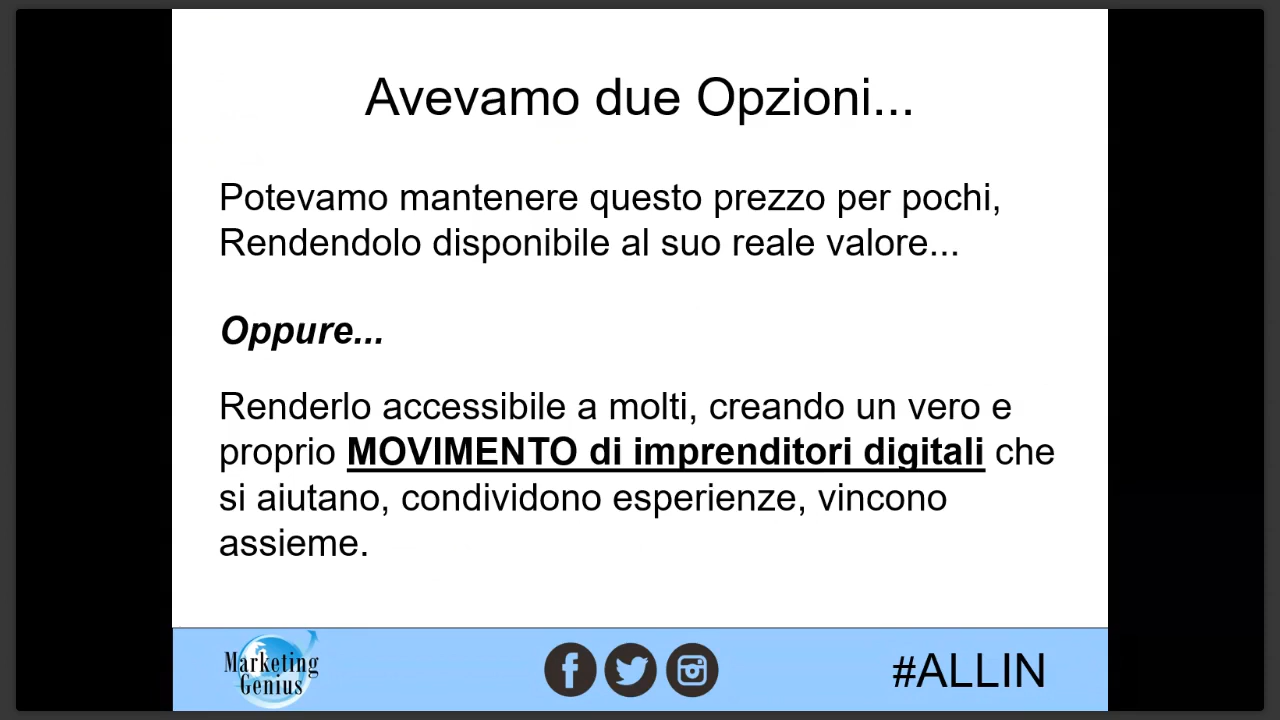 Avevamo due Opzioni...
Potevamo mantenere questo prezzo per pochi,
Rendendolo disponibile al suo reale valore...
Oppure...
Renderlo accessibile a molti, creando un vero e
proprio MOVIMENTO di imprenditori digitali che
si aiutano, condividono esperienze, vincono
assieme.
Marketing
Genius
#ALLIN